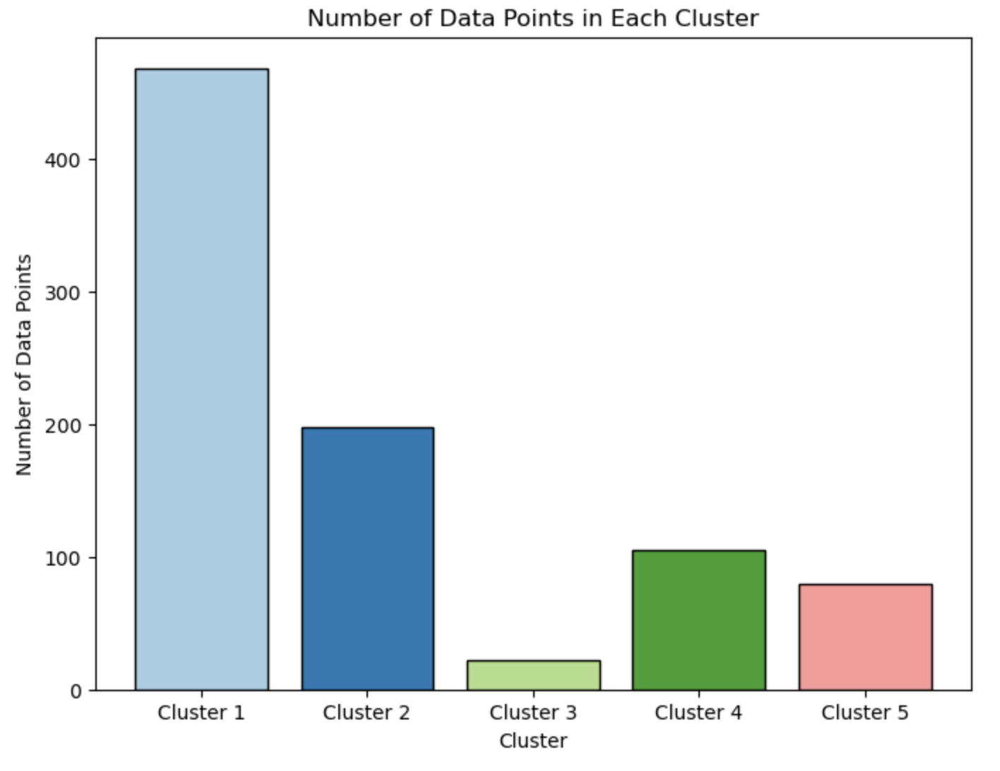 Number of Data Points in Each Cluster
Number of Data Points
400
300
200
100
0
Cluster 1 Cluster 2 Cluster 3 Cluster 4 Cluster 5
Cluster